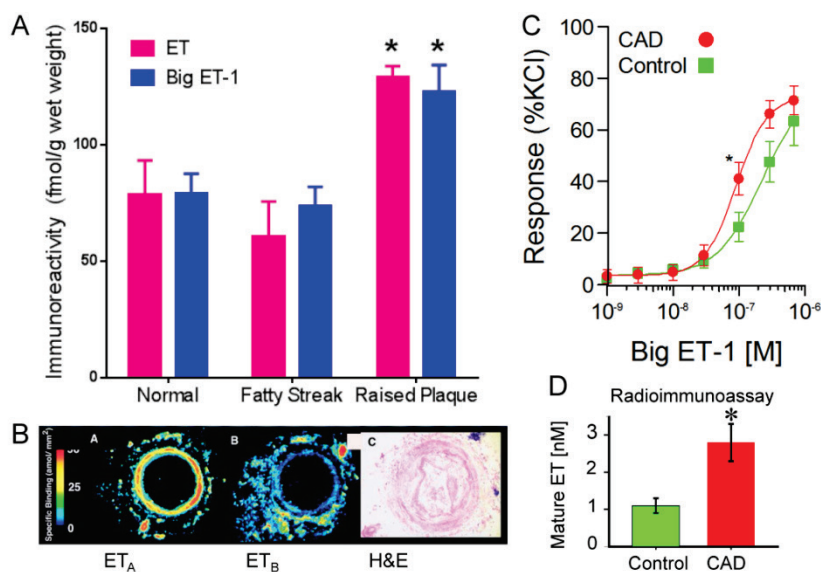 A
Immunoreactivity (fmol/g wet weight)
150
100
50
0
ET
Big ET-1
* *
Normal Fatty Streak Raised Plaque
B
Specific Binding (amol/ mm²)
25
0
A
B
C
ET_A ET_B H&E
C
CAD
Control
Response (%KCl)
100
80
60
40
20
0
*
10⁻⁹ 10⁻⁸ 10⁻⁷ 10⁻⁶
Big ET-1 [M]
D
Radioimmunoassay
Mature ET [nM]
3
2
1
0
*
Control CAD